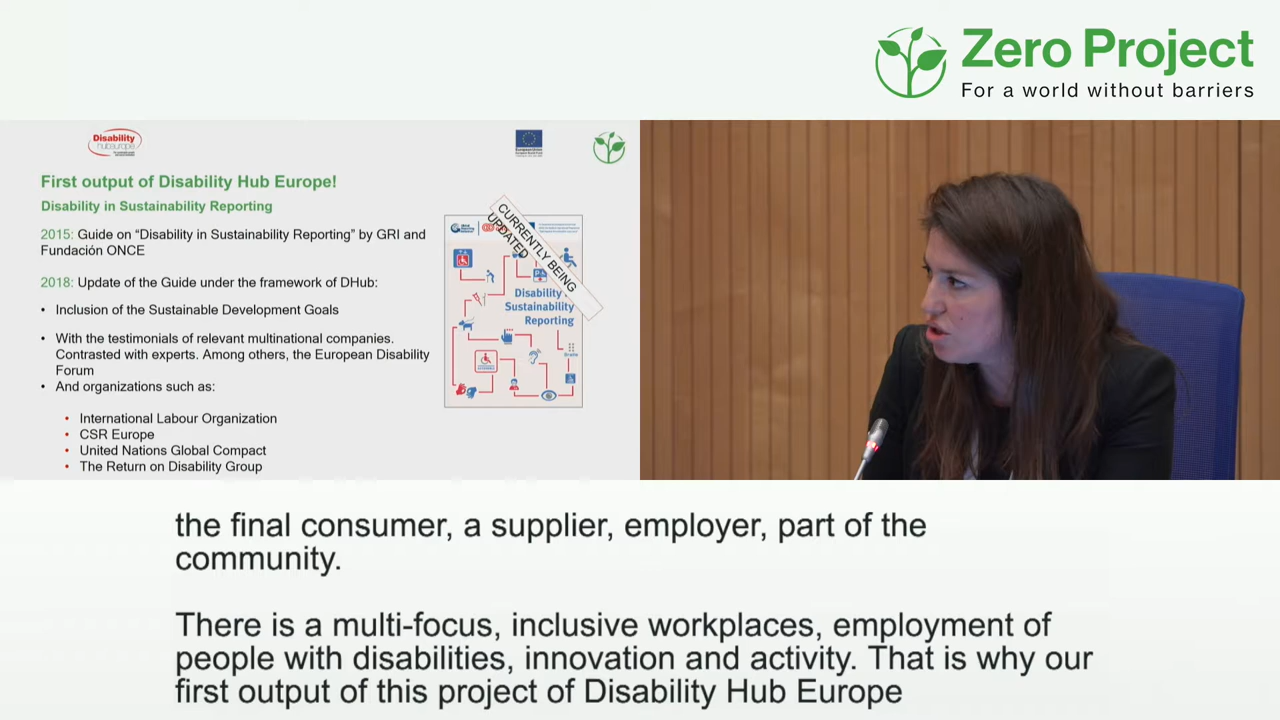 Zero Project
For a world without barriers
Disability
hub europe
European Union
First output of Disability Hub Europe!
Disability in Sustainability Reporting
2015: Guide on “Disability in Sustainability Reporting” by GRI and
Fundación ONCE
2018: Update of the Guide under the framework of DHub:
• Inclusion of the Sustainable Development Goals
• With the testimonials of relevant multinational companies.
Contrasted with experts. Among others, the European Disability
Forum
• And organizations such as:
• International Labour Organization
• CSR Europe
• United Nations Global Compact
• The Return on Disability Group
CURRENTLY BEING
UPDATED
Disability
Sustainability
Reporting
the final consumer, a supplier, employer, part of the
community.
There is a multi-focus, inclusive workplaces, employment of
people with disabilities, innovation and activity. That is why our
first output of this project of Disability Hub Europe